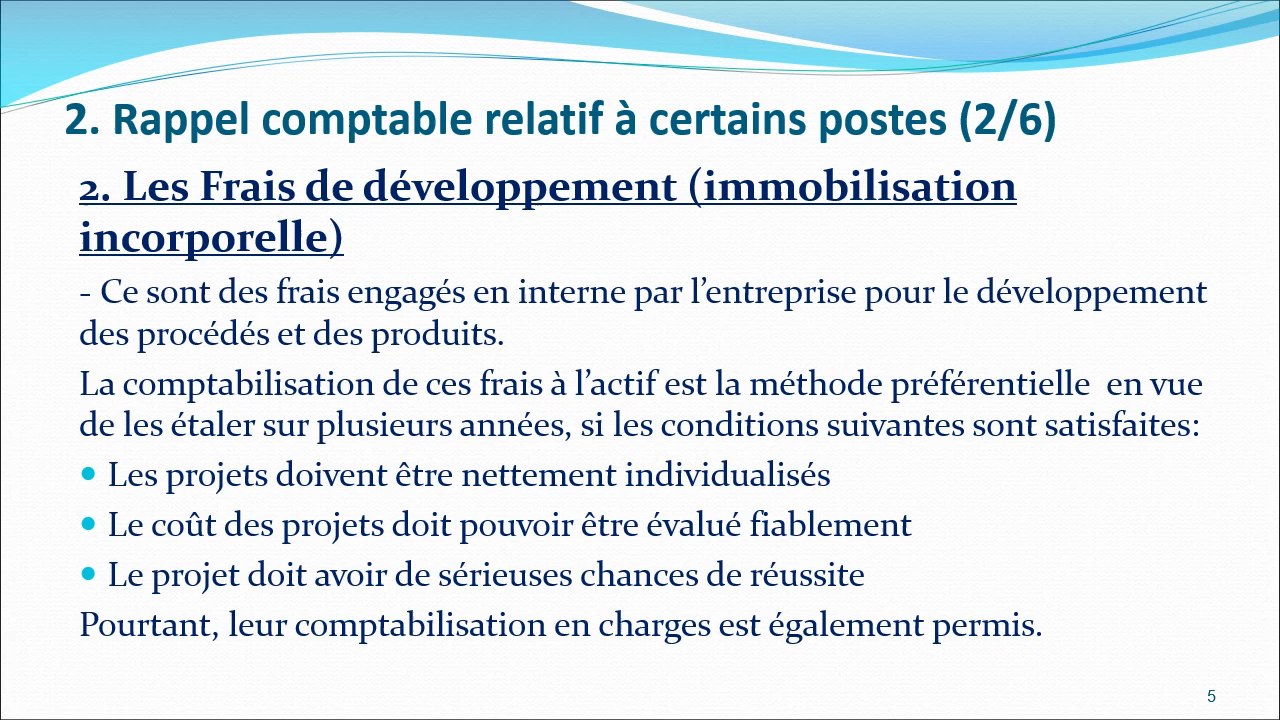 2. Rappel comptable relatif à certains postes (2/6)
2. Les Frais de développement (immobilisation
incorporelle)
- Ce sont des frais engagés en interne par l’entreprise pour le développement
des procédés et des produits.
La comptabilisation de ces frais à l’actif est la méthode préférentielle  en vue
de les étaler sur plusieurs années, si les conditions suivantes sont satisfaites:
• Les projets doivent être nettement individualisés
• Le coût des projets doit pouvoir être évalué fiablement
• Le projet doit avoir de sérieuses chances de réussite
Pourtant, leur comptabilisation en charges est également permis.
5